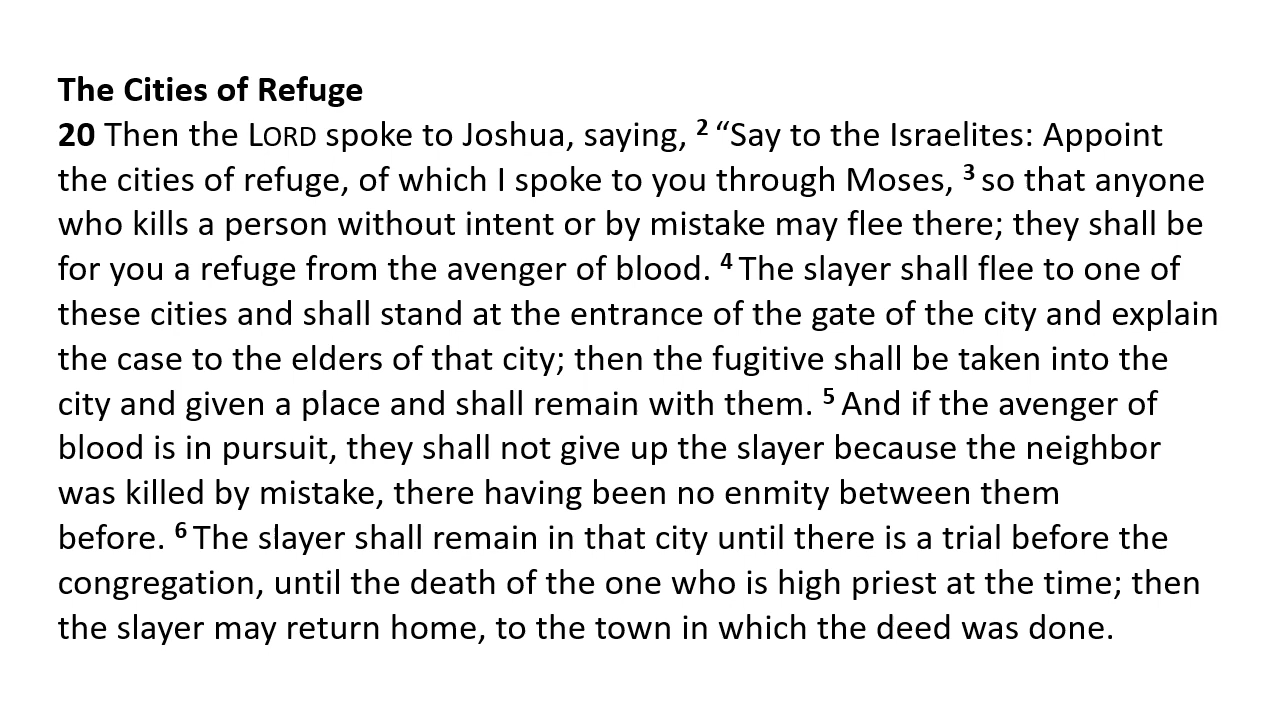 The Cities of Refuge
20 Then the LORD spoke to Joshua, saying, 2 “Say to the Israelites: Appoint
the cities of refuge, of which I spoke to you through Moses, 3 so that anyone
who kills a person without intent or by mistake may flee there; they shall be
for you a refuge from the avenger of blood. 4 The slayer shall flee to one of
these cities and shall stand at the entrance of the gate of the city and explain
the case to the elders of that city; then the fugitive shall be taken into the
city and given a place and shall remain with them. 5 And if the avenger of
blood is in pursuit, they shall not give up the slayer because the neighbor
was killed by mistake, there having been no enmity between them
before. 6 The slayer shall remain in that city until there is a trial before the
congregation, until the death of the one who is high priest at the time; then
the slayer may return home, to the town in which the deed was done.